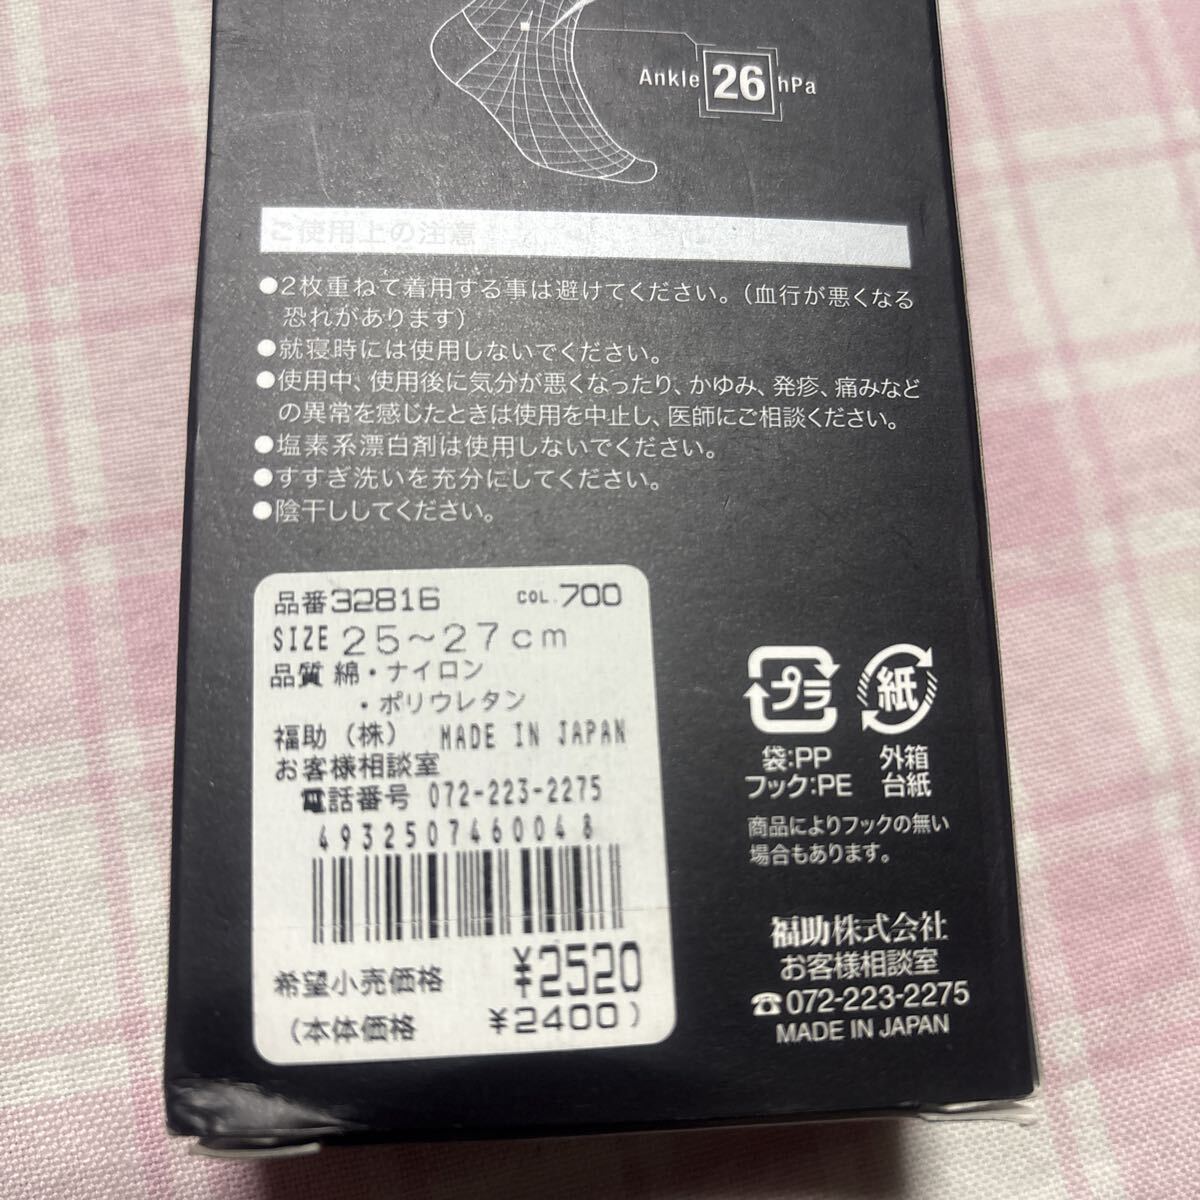 Ankle 26 hPa
ご使用上の注意
●2枚重ねて着用する事は避けてください。(血行が悪くなる
恐れがあります)
●就寝時には使用しないでください。
●使用中、使用後に気分が悪くなったり、かゆみ、発疹、痛みなど
の異常を感じたときは使用を中止し、医師にご相談ください。
●塩素系漂白剤は使用しないでください。
●すすぎ洗いを充分にしてください。
●陰干ししてください。
品番32816 COL.700
SIZE 25～27cm
品質 綿・ナイロン
・ポリウレタン
福助(株) MADE IN JAPAN
お客様相談室
電話番号 072-223-2275
4932507460048
希望小売価格 ¥2520
(本体価格 ¥2400)
プラ 紙
袋:PP 外箱
フック:PE 台紙
商品によりフックの無い
場合もあります。
福助株式会社
お客様相談室
☎072-223-2275
MADE IN JAPAN